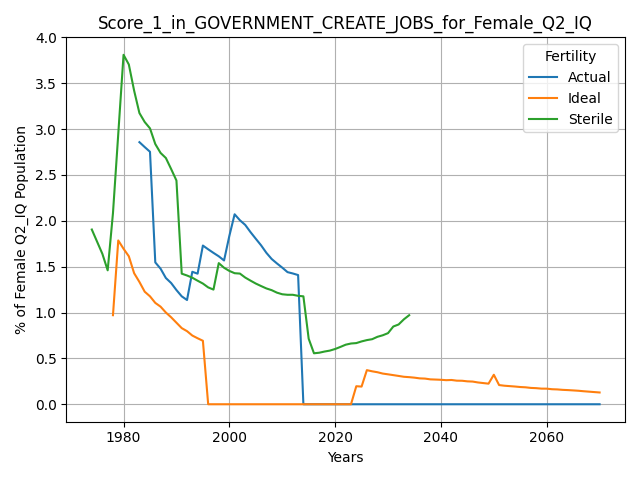 Score_1_in_GOVERNMENT_CREATE_JOBS_for_Female_Q2_IQ
% of Female Q2_IQ Population
4.0
3.5
3.0
2.5
2.0
1.5
1.0
0.5
0.0
Fertility
Actual
Ideal
Sterile
1980
2000
2020
2040
2060
Years